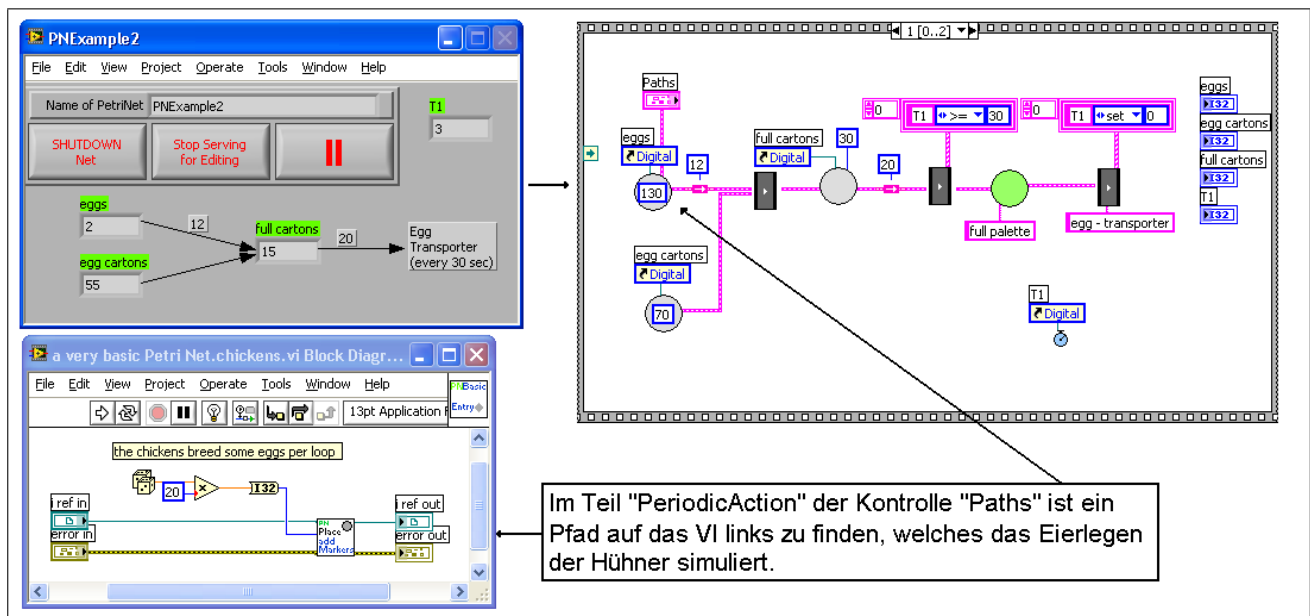 PNExample2
File Edit View Project Operate Tools Window Help
Name of PetriNet PNExample2
T1
3
SHUTDOWN
Net
Stop Serving
for Editing
eggs
2
12
full cartons
15
20
Egg
Transporter
(every 30 sec)
egg cartons
55
1 [0..2]
Paths
eggs
Digital
130
12
full cartons
Digital
30
20
0
T1 >= 30
0
T1 set 0
full palette
egg - transporter
egg cartons
Digital
70
T1
Digital
eggs
I32
egg cartons
I32
full cartons
I32
T1
I32
a very basic Petri Net.chickens.vi Block Diagr...
File Edit View Project Operate Tools Window Help
PNBasic
Entry
13pt Application F
the chickens breed some eggs per loop
20
x
I32
i ref in
error in
PN
Place
add
Markers
i ref out
error out
Im Teil "PeriodicAction" der Kontrolle "Paths" ist ein
Pfad auf das VI links zu finden, welches das Eierlegen
der Hühner simuliert.